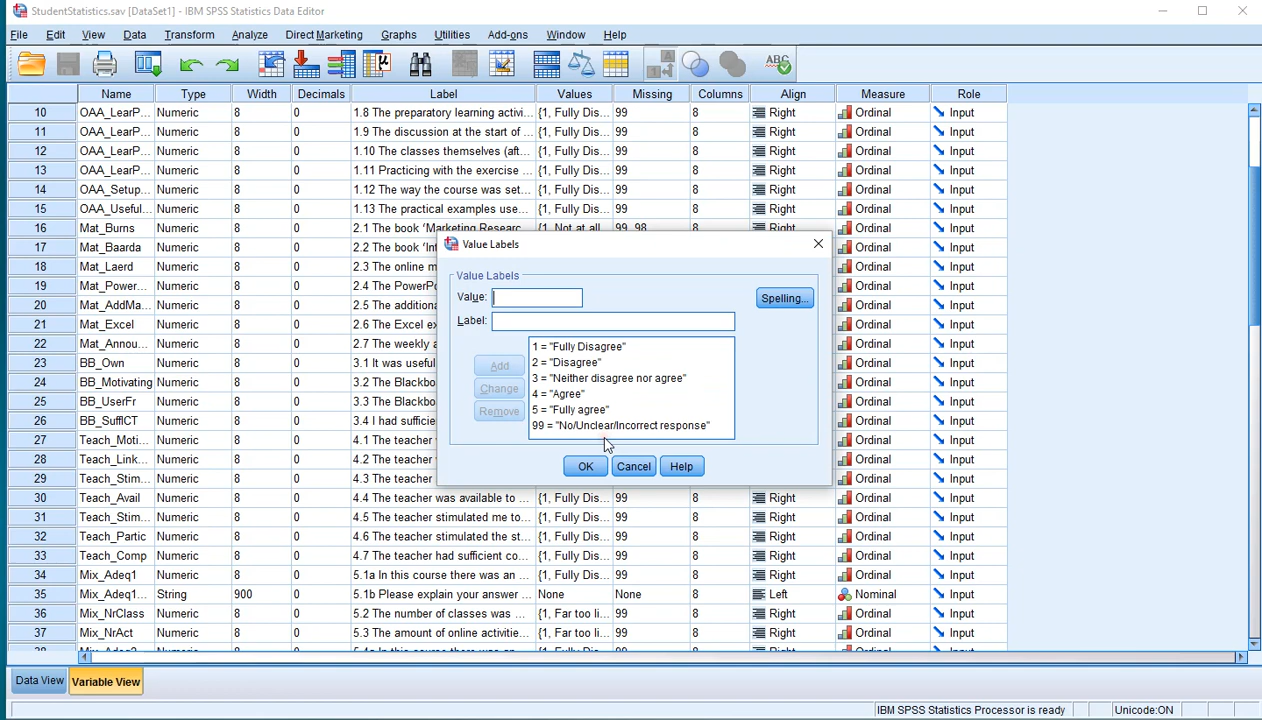 StudentStatistics.sav [DataSet1] - IBM SPSS Statistics Data Editor
File Edit View Data Transform Analyze Direct Marketing Graphs Utilities Add-ons Window Help
Name Type Width Decimals Label Values Missing Columns Align Measure Role
10 OAA_LearP... Numeric 8 0 1.8 The preparatory learning activi... {1, Fully Dis... 99 8 Right Ordinal Input
11 OAA_LearP... Numeric 8 0 1.9 The discussion at the start of ... {1, Fully Dis... 99 8 Right Ordinal Input
12 OAA_LearP... Numeric 8 0 1.10 The classes themselves (aft... {1, Fully Dis... 99 8 Right Ordinal Input
13 OAA_LearP... Numeric 8 0 1.11 Practicing with the exercise ... {1, Fully Dis... 99 8 Right Ordinal Input
14 OAA_Setup... Numeric 8 0 1.12 The way the course was set... {1, Fully Dis... 99 8 Right Ordinal Input
15 OAA_Useful... Numeric 8 0 1.13 The practical examples use... {1, Fully Dis... 99 8 Right Ordinal Input
16 Mat_Burns Numeric 8 0 2.1 The book ‘Marketing Researc... {1, Not at all... 99, 98 8 Right Ordinal Input
17 Mat_Baarda Numeric 8 0 2.2 The book ‘Int Ordinal Input
18 Mat_Laerd Numeric 8 0 2.3 The online m Ordinal Input
19 Mat_Power... Numeric 8 0 2.4 The PowerPo Ordinal Input
20 Mat_AddMa... Numeric 8 0 2.5 The additiona Ordinal Input
21 Mat_Excel Numeric 8 0 2.6 The Excel ex Ordinal Input
22 Mat_Annou... Numeric 8 0 2.7 The weekly a Ordinal Input
23 BB_Own Numeric 8 0 3.1 It was useful Ordinal Input
24 BB_Motivating Numeric 8 0 3.2 The Blackbo Ordinal Input
25 BB_UserFr Numeric 8 0 3.3 The Blackbo Ordinal Input
26 BB_SuffICT Numeric 8 0 3.4 I had sufficie Ordinal Input
27 Teach_Moti... Numeric 8 0 4.1 The teacher Ordinal Input
28 Teach_Link... Numeric 8 0 4.2 The teacher Ordinal Input
29 Teach_Stim... Numeric 8 0 4.3 The teacher Ordinal Input
30 Teach_Avail Numeric 8 0 4.4 The teacher was available to ... {1, Fully Dis... 99 8 Right Ordinal Input
31 Teach_Stim... Numeric 8 0 4.5 The teacher stimulated me to... {1, Fully Dis... 99 8 Right Ordinal Input
32 Teach_Partic Numeric 8 0 4.6 The teacher stimulated the st... {1, Fully Dis... 99 8 Right Ordinal Input
33 Teach_Comp Numeric 8 0 4.7 The teacher had sufficient co... {1, Fully Dis... 99 8 Right Ordinal Input
34 Mix_Adeq1 Numeric 8 0 5.1a In this course there was an ... {1, Fully Dis... 99 8 Right Ordinal Input
35 Mix_Adeq1... String 900 0 5.1b Please explain your answer ... None None 8 Left Nominal Input
36 Mix_NrClass Numeric 8 0 5.2 The number of classes was ... {1, Far too li... 99 8 Right Ordinal Input
37 Mix_NrAct Numeric 8 0 5.3 The amount of online activitie... {1, Far too li... 99 8 Right Ordinal Input
Value Labels
Value Labels
Value:
Spelling...
Label:
Add
Change
Remove
1 = "Fully Disagree"
2 = "Disagree"
3 = "Neither disagree nor agree"
4 = "Agree"
5 = "Fully agree"
99 = "No/Unclear/Incorrect response"
OK Cancel Help
Data View Variable View
IBM SPSS Statistics Processor is ready Unicode:ON